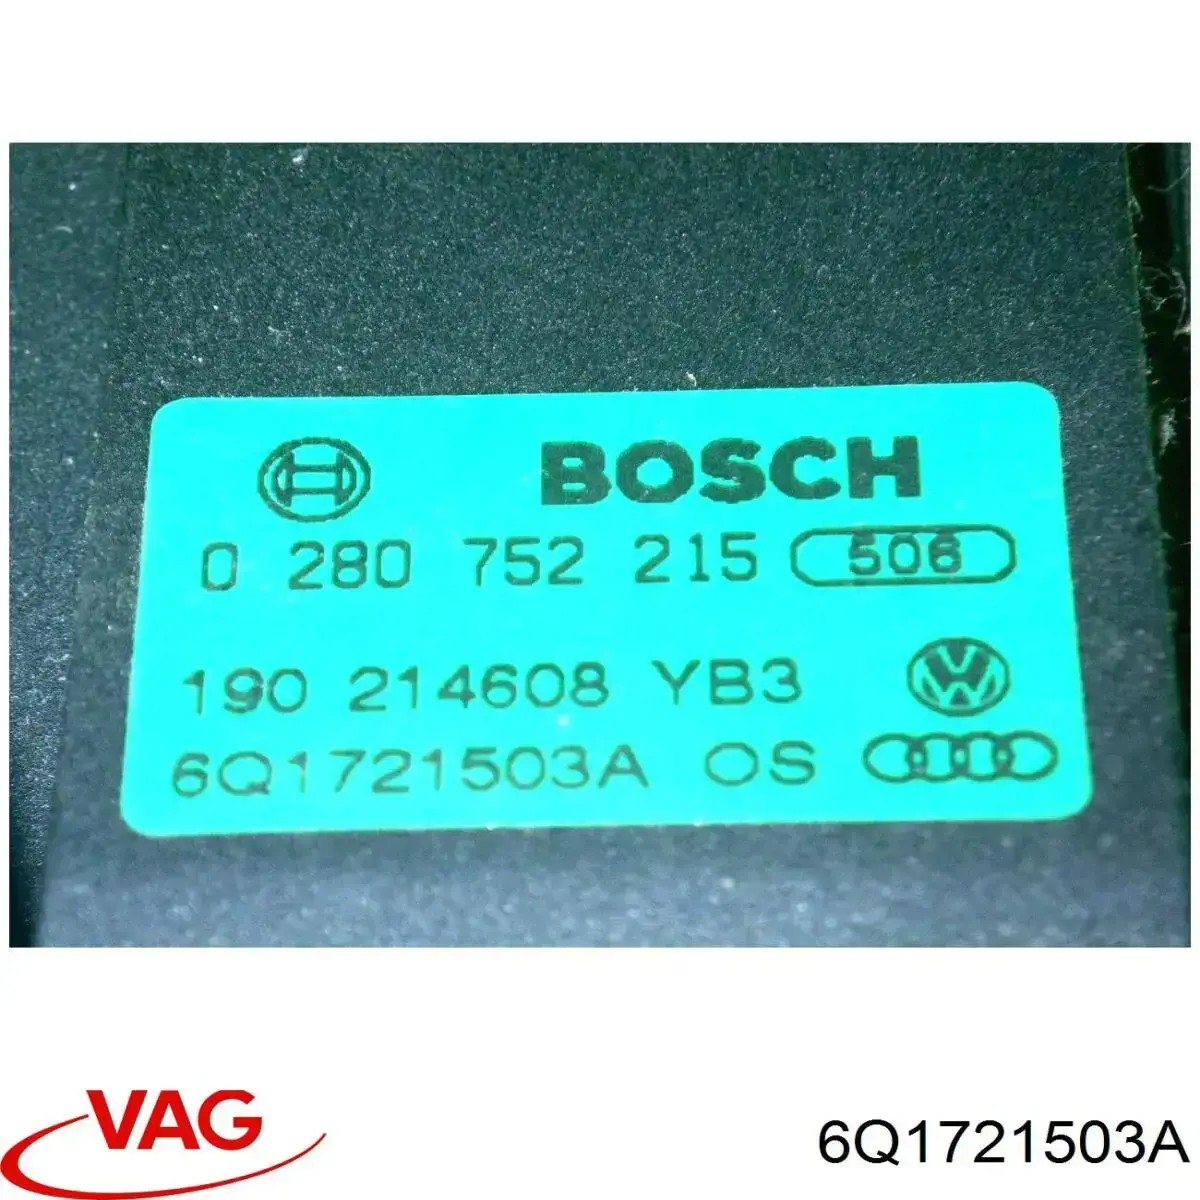 BOSCH
0 280 752 215 506
190 214608 YB3
6Q1721503A OS
VAG
6Q1721503A